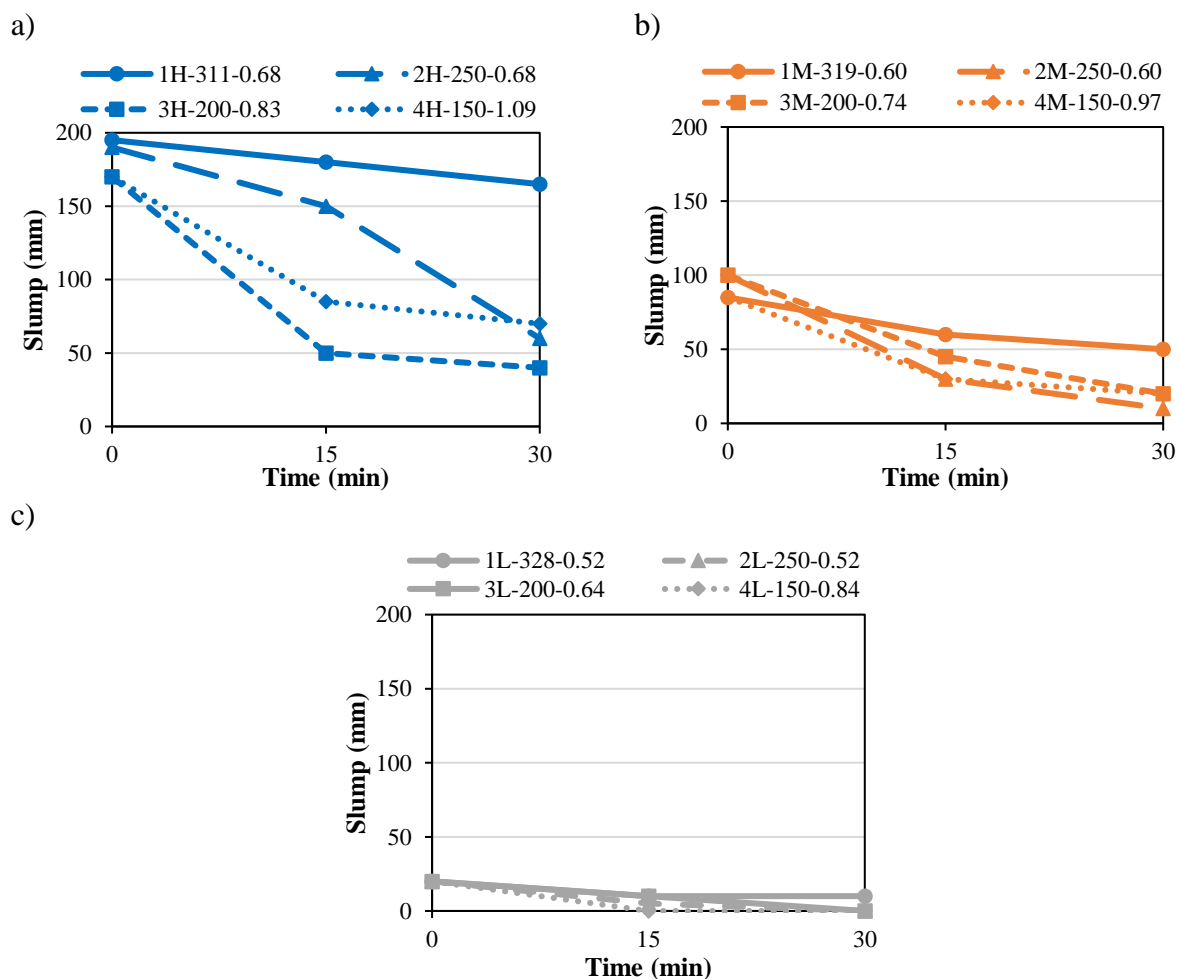 a)
1H-311-0.68 2H-250-0.68
3H-200-0.83 4H-150-1.09
200
150
100
50
0
Slump (mm)
0 15 30
Time (min)
b)
1M-319-0.60 2M-250-0.60
3M-200-0.74 4M-150-0.97
200
150
100
50
0
Slump (mm)
0 15 30
Time (min)
c)
1L-328-0.52 2L-250-0.52
3L-200-0.64 4L-150-0.84
200
150
100
50
0
Slump (mm)
0 15 30
Time (min)